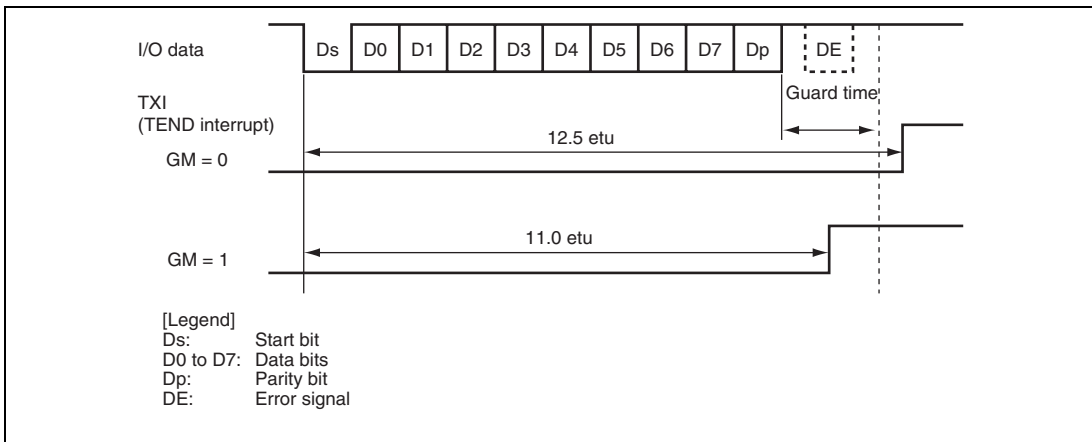 I/O data
Ds D0 D1 D2 D3 D4 D5 D6 D7 Dp DE
Guard time
TXI
(TEND interrupt)
12.5 etu
GM = 0
11.0 etu
GM = 1
[Legend]
Ds: Start bit
D0 to D7: Data bits
Dp: Parity bit
DE: Error signal